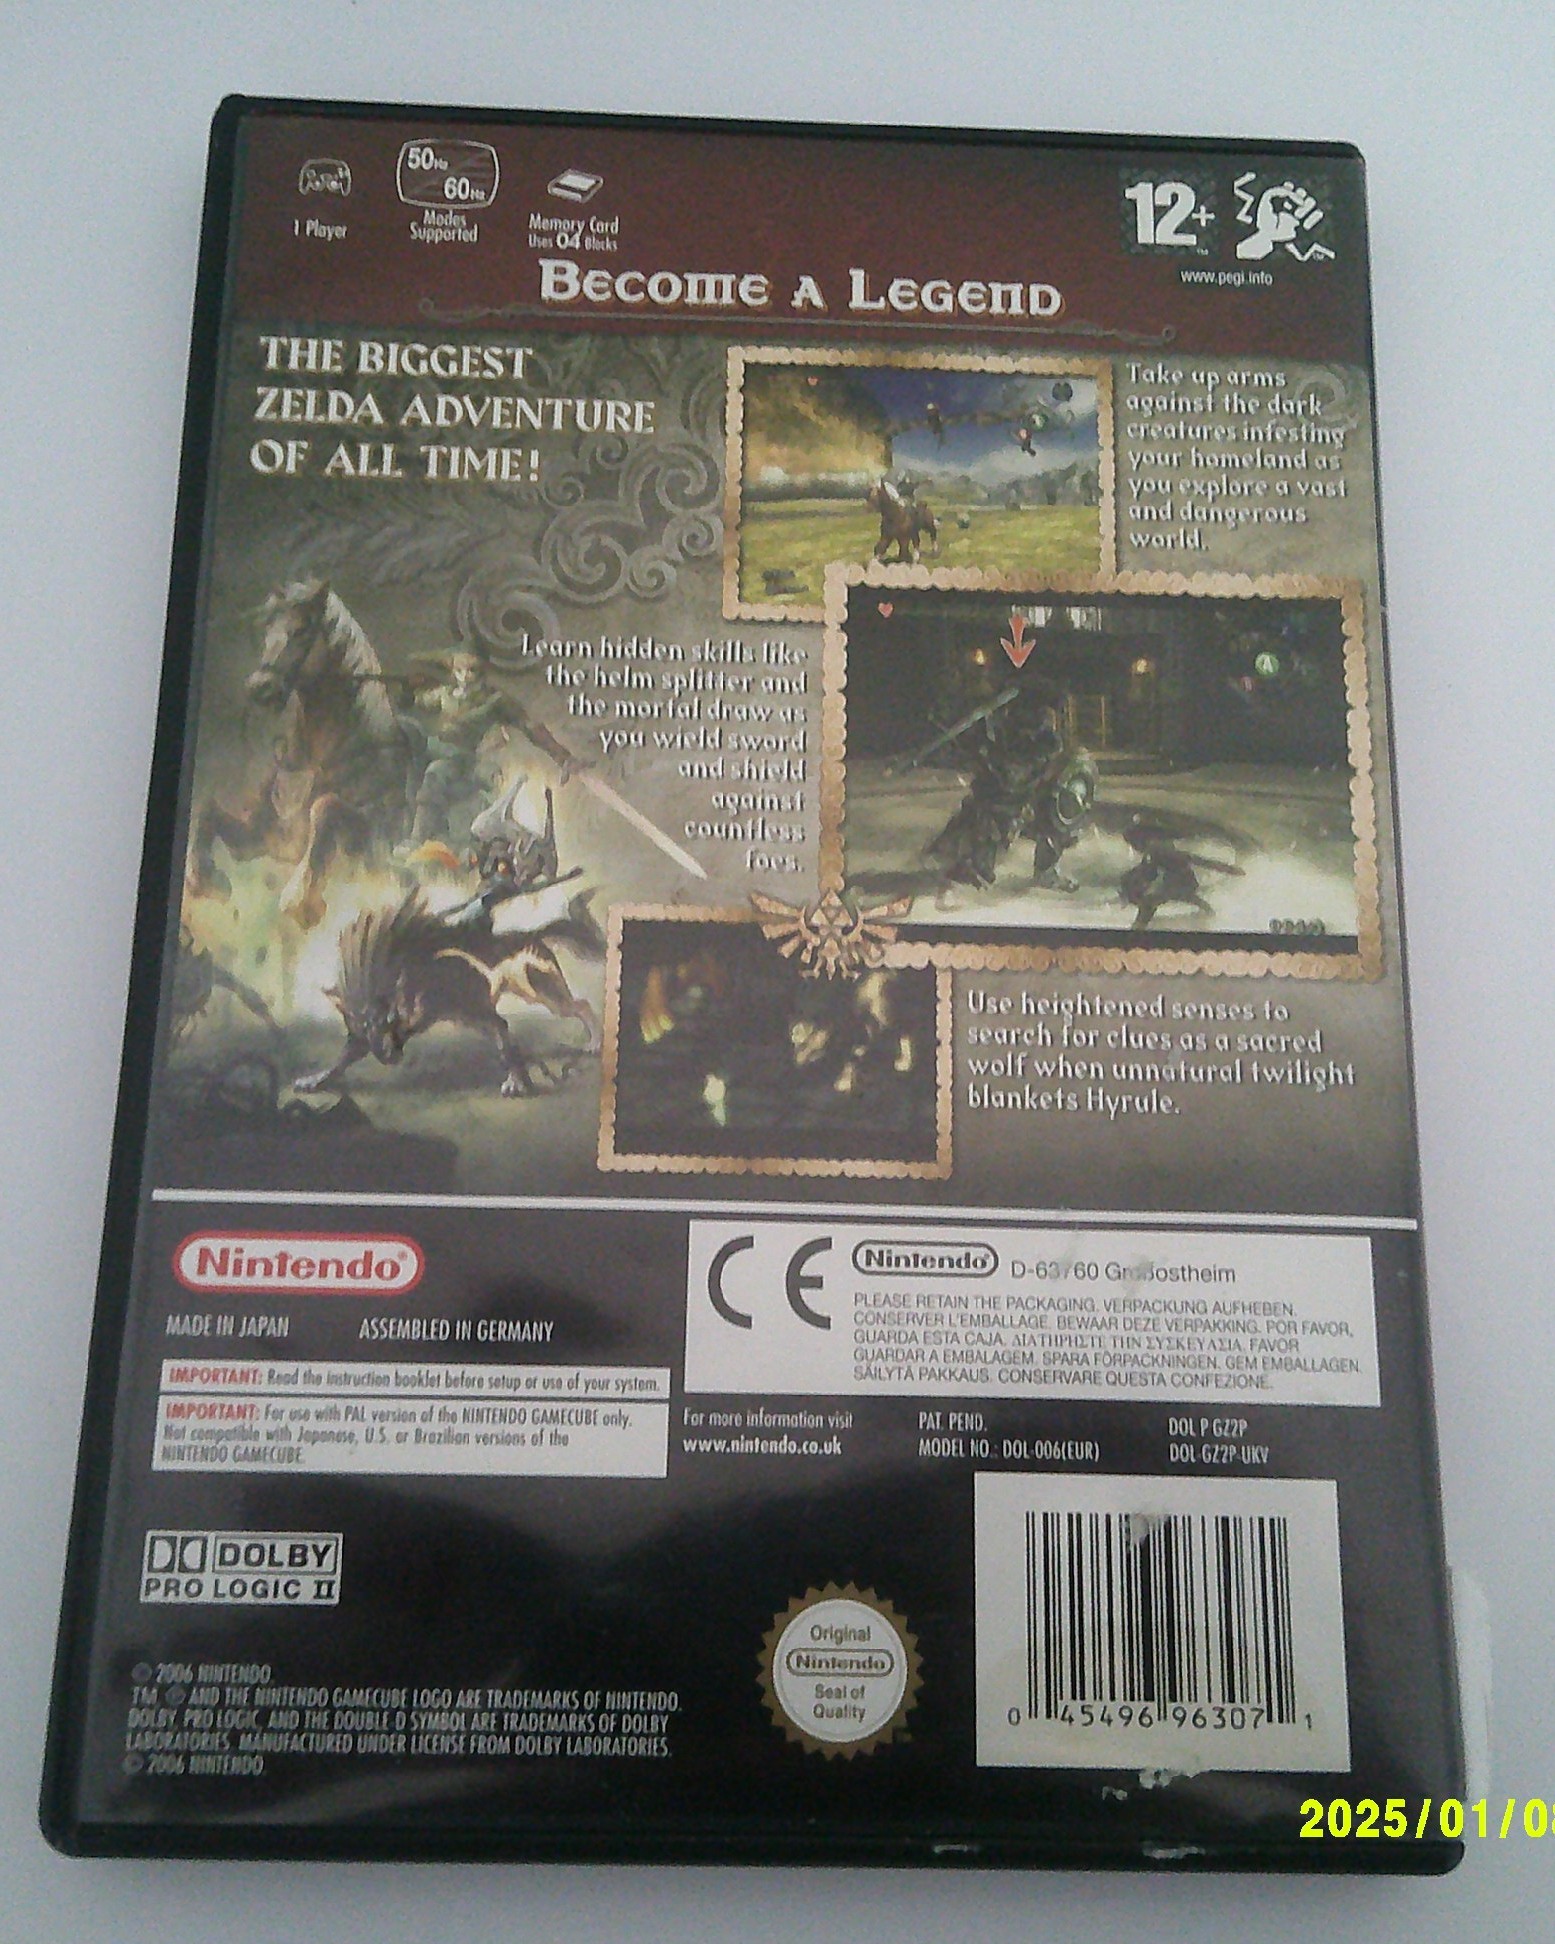 50Hz
60Hz
1 Player
Modes
Supported
Memory Card
Uses 04 Blocks
12+
™
™
www.pegi.info
Become a Legend
THE BIGGEST
ZELDA ADVENTURE
OF ALL TIME!
Take up arms
against the dark
creatures infesting
your homeland as
you explore a vast
and dangerous
world.
Learn hidden skills like
the helm splitter and
the mortal draw as
you wield sword
and shield
against
countless
foes.
A
Use heightened senses to
search for clues as a sacred
wolf when unnatural twilight
blankets Hyrule.
Nintendo®
MADE IN JAPAN
ASSEMBLED IN GERMANY
IMPORTANT: Read the instruction booklet before setup or use of your system.
IMPORTANT: For use with PAL version of the NINTENDO GAMECUBE only.
Not compatible with Japanese, U.S. or Brazilian versions of the
NINTENDO GAMECUBE.
CE
Nintendo® D-63760 Großostheim
PLEASE RETAIN THE PACKAGING. VERPACKUNG AUFHEBEN.
CONSERVER L'EMBALLAGE. BEWAAR DEZE VERPAKKING. POR FAVOR,
GUARDA ESTA CAJA. ΔΙΑΤΗΡΗΣΤΕ ΤΗΝ ΣΥΣΚΕΥΑΣΙΑ. FAVOR
GUARDAR A EMBALAGEM. SPARA FÖRPACKNINGEN. GEM EMBALLAGEN.
SÄILYTÄ PAKKAUS. CONSERVARE QUESTA CONFEZIONE.
For more information visit
www.nintendo.co.uk
PAT. PEND.
MODEL NO.: DOL-006(EUR)
DOL P GZ2P
DOL-GZ2P-UKV
DOLBY
PRO LOGIC II
Original
Nintendo
Seal of
Quality
0 45496 96307 1
© 2006 NINTENDO.
TM, ® AND THE NINTENDO GAMECUBE LOGO ARE TRADEMARKS OF NINTENDO.
DOLBY, PRO LOGIC, AND THE DOUBLE-D SYMBOL ARE TRADEMARKS OF DOLBY
LABORATORIES. MANUFACTURED UNDER LICENSE FROM DOLBY LABORATORIES.
© 2006 NINTENDO.
2025/01/08